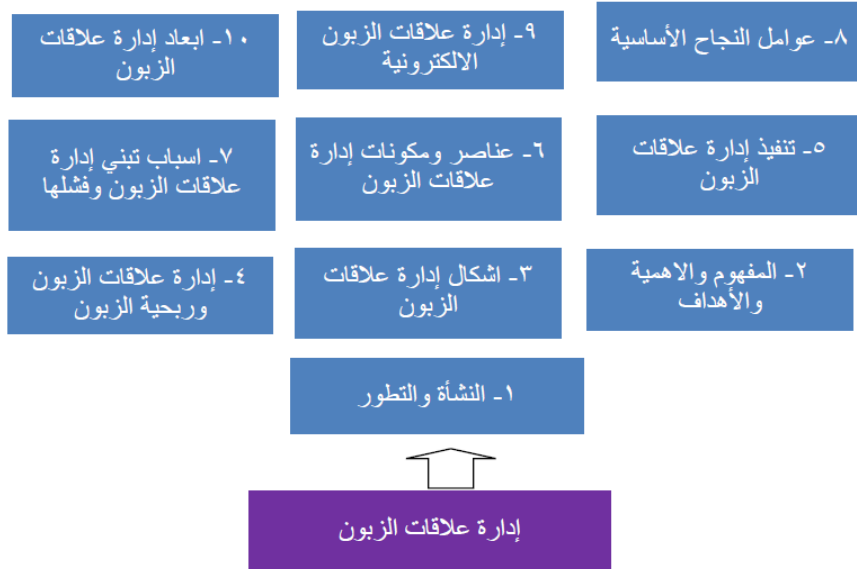 ٨- عوامل النجاح الأساسية
٩- إدارة علاقات الزبون
الالكترونية
١٠- ابعاد إدارة علاقات
الزبون
٥- تنفيذ إدارة علاقات
الزبون
٦- عناصر ومكونات إدارة
علاقات الزبون
٧- اسباب تبني إدارة
علاقات الزبون وفشلها
٢- المفهوم والاهمية
والأهداف
٣- اشكال إدارة علاقات
الزبون
٤- إدارة علاقات الزبون
وربحية الزبون
١- النشأة والتطور
إدارة علاقات الزبون